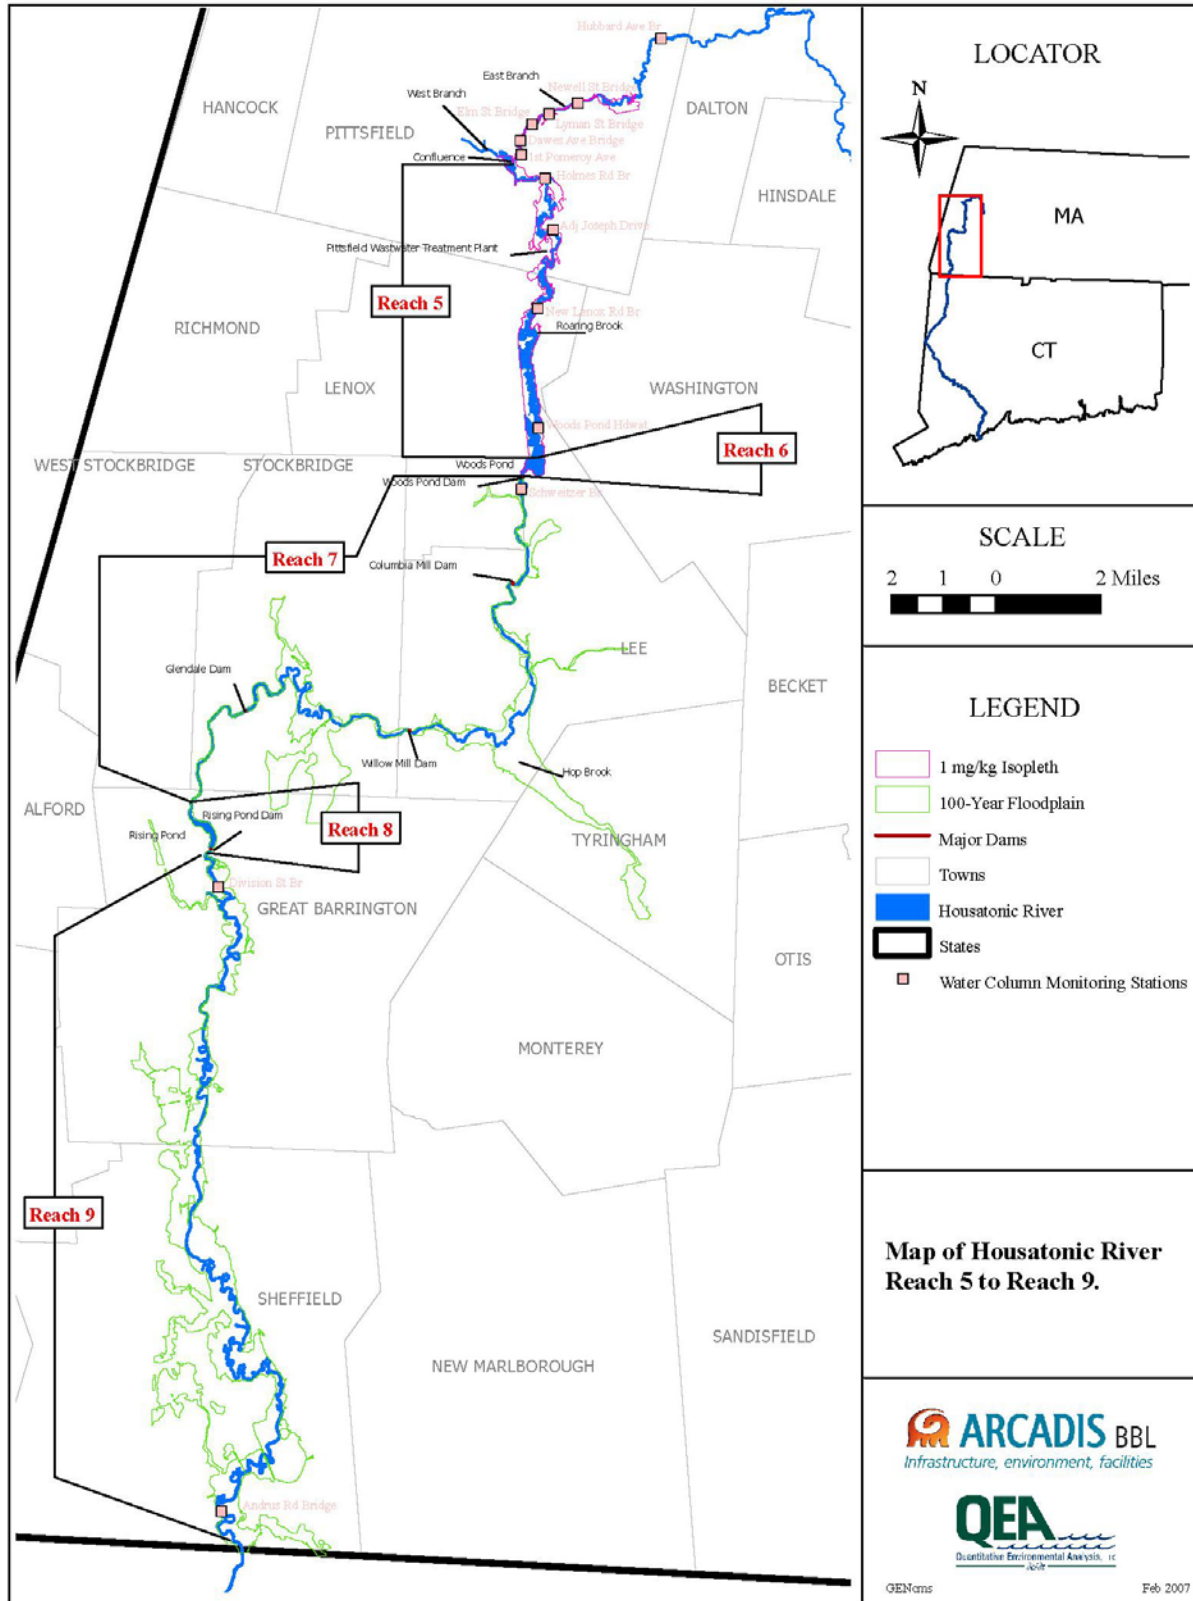 Hubbard Ave Br
East Branch
Newell St Bridge
West Branch
HANCOCK
DALTON
Elm St Bridge
Lyman St Bridge
PITTSFIELD
Dawes Ave Bridge
Confluence
1st Pomeroy Ave
Holmes Rd Br
HINSDALE
Adj Joseph Drive
Pittsfield Wastwater Treatment Plant
Reach 5
New Lenox Rd Br
RICHMOND
Roaring Brook
LENOX
WASHINGTON
Woods Pond Hdwat
Reach 6
WEST STOCKBRIDGE
STOCKBRIDGE
Woods Pond
Woods Pond Dam
Schweitzer Br
Reach 7
Columbia Mill Dam
LEE
Glendale Dam
BECKET
Willow Mill Dam
Hop Brook
ALFORD
Rising Pond Dam
Reach 8
Rising Pond
TYRINGHAM
Division St Br
GREAT BARRINGTON
OTIS
MONTEREY
Reach 9
SHEFFIELD
SANDISFIELD
NEW MARLBOROUGH
Andrus Rd Bridge
LOCATOR
N
MA
CT
SCALE
2 1 0 2 Miles
LEGEND
1 mg/kg Isopleth
100-Year Floodplain
Major Dams
Towns
Housatonic River
States
Water Column Monitoring Stations
Map of Housatonic River
Reach 5 to Reach 9.
ARCADIS BBL
Infrastructure, environment, facilities
QEA
Quantitative Environmental Analysis, LLC
GENcms
Feb 2007